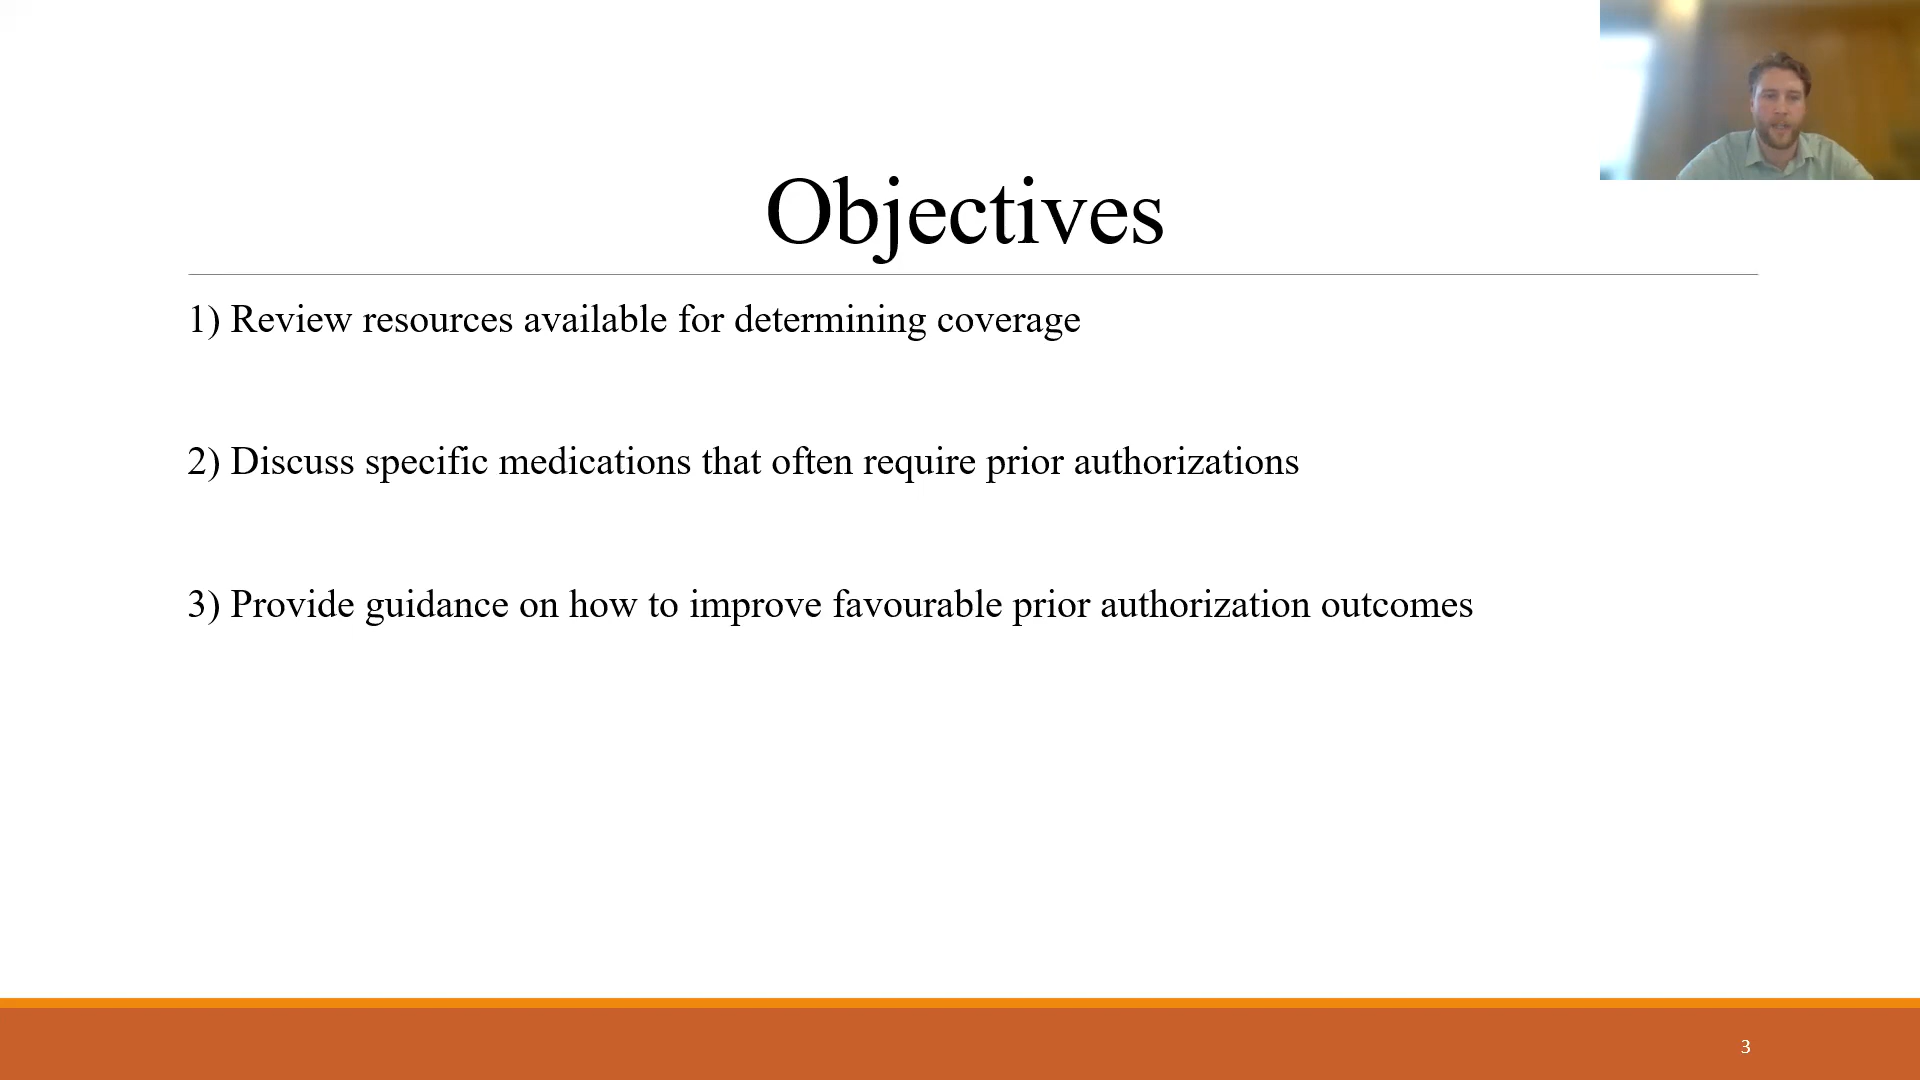 Objectives
1) Review resources available for determining coverage
2) Discuss specific medications that often require prior authorizations
3) Provide guidance on how to improve favourable prior authorization outcomes
3